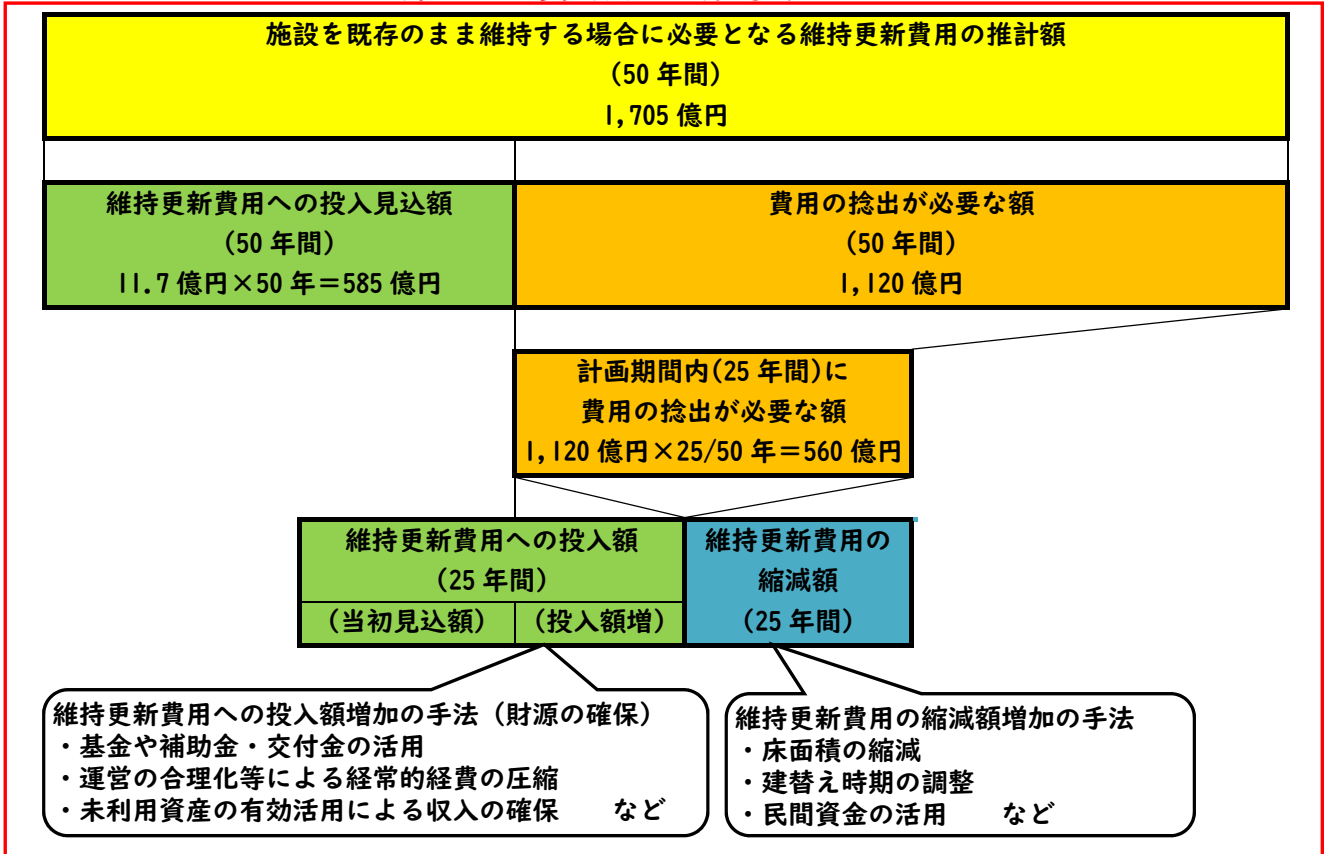 施設を既存のまま維持する場合に必要となる維持更新費用の推計額
(50年間)
1,705億円
維持更新費用への投入見込額
(50年間)
11.7億円×50年=585億円
費用の捻出が必要な額
(50年間)
1,120億円
計画期間内(25年間)に
費用の捻出が必要な額
1,120億円×25/50年=560億円
維持更新費用への投入額
(25年間)
(当初見込額)
(投入額増)
維持更新費用の
縮減額
(25年間)
維持更新費用への投入額増加の手法(財源の確保)
・基金や補助金・交付金の活用
・運営の合理化等による経常的経費の圧縮
・未利用資産の有効活用による収入の確保 など
維持更新費用の縮減額増加の手法
・床面積の縮減
・建替え時期の調整
・民間資金の活用 など